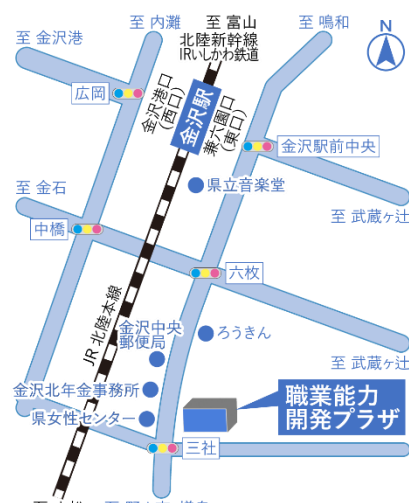 至 内灘
至 富山
至 鳴和
北陸新幹線
IRいしかわ鉄道
N
至 金沢港
広岡
金沢港口
(西口)
金沢駅
兼六園口
(東口)
金沢駅前中央
県立音楽堂
至 金石
至 武蔵ヶ辻
中橋
六枚
JR 北陸本線
金沢中央
郵便局
ろうきん
至 武蔵ヶ辻
金沢北年金事務所
職業能力
開発プラザ
県女性センター
三社